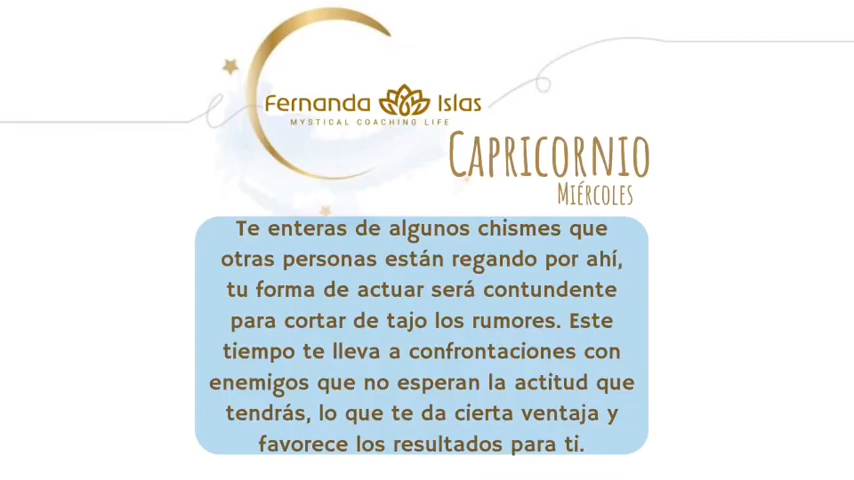 Fernanda Islas
MYSTICAL COACHING LIFE
CAPRICORNIO
MIÉRCOLES
Te enteras de algunos chismes que
otras personas están regando por ahí,
tu forma de actuar será contundente
para cortar de tajo los rumores. Este
tiempo te lleva a confrontaciones con
enemigos que no esperan la actitud que
tendrás, lo que te da cierta ventaja y
favorece los resultados para ti.